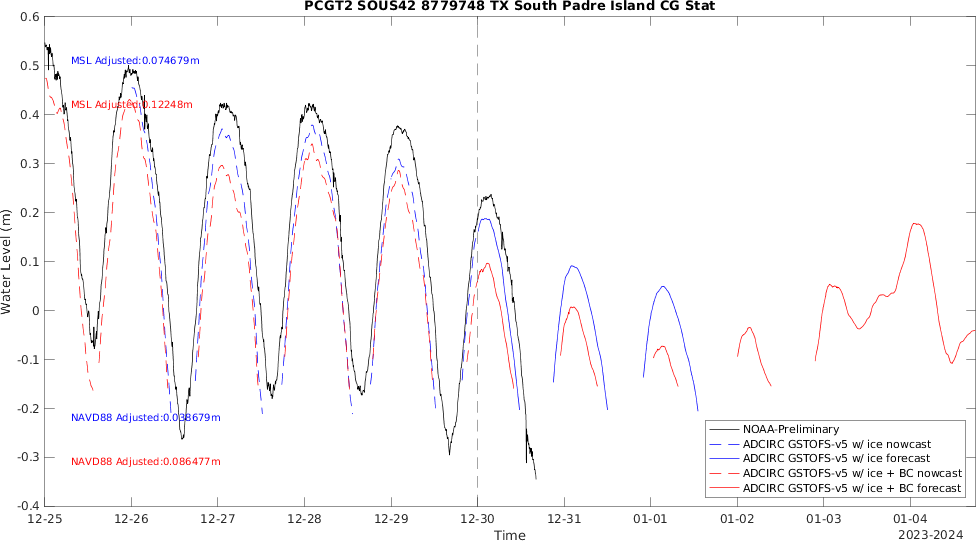 PCGT2 SOUS42 8779748 TX South Padre Island CG Stat
Water Level (m)
0.6
0.5
0.4
0.3
0.2
0.1
0
-0.1
-0.2
-0.3
-0.4
MSL Adjusted:0.074679m
MSL Adjusted:0.12248m
NAVD88 Adjusted:0.038679m
NAVD88 Adjusted:0.086477m
NOAA-Preliminary
ADCIRC GSTOFS-v5 w/ ice nowcast
ADCIRC GSTOFS-v5 w/ ice forecast
ADCIRC GSTOFS-v5 w/ ice + BC nowcast
ADCIRC GSTOFS-v5 w/ ice + BC forecast
12-25 12-26 12-27 12-28 12-29 12-30 12-31 01-01 01-02 01-03 01-04
Time
2023-2024